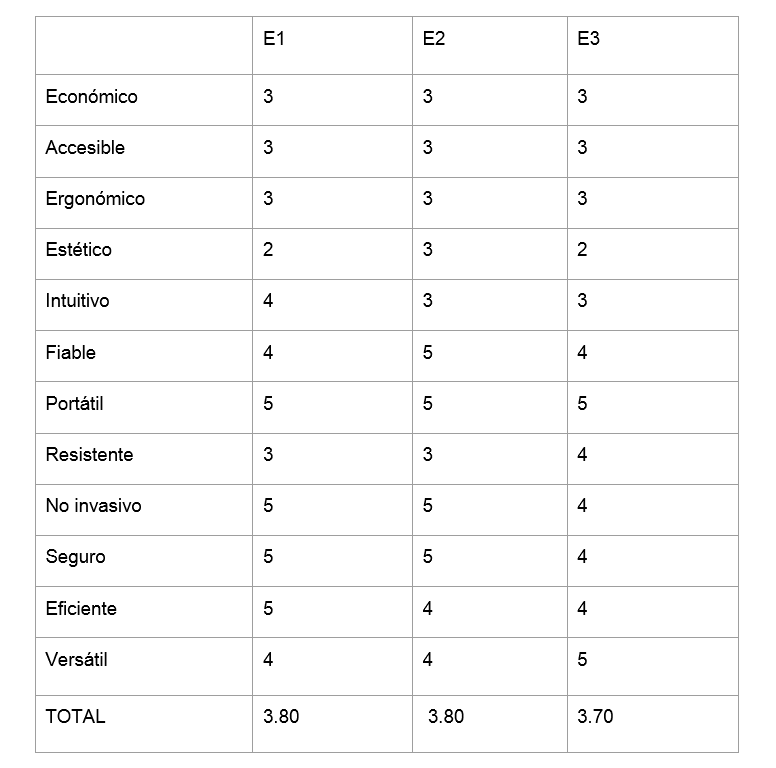 E1 E2 E3
Económico 3 3 3
Accesible 3 3 3
Ergonómico 3 3 3
Estético 2 3 2
Intuitivo 4 3 3
Fiable 4 5 4
Portátil 5 5 5
Resistente 3 3 4
No invasivo 5 5 4
Seguro 5 5 4
Eficiente 5 4 4
Versátil 4 4 5
TOTAL 3.80 3.80 3.70